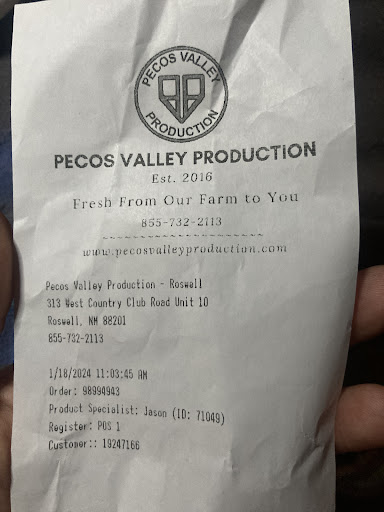 PECOS VALLEY
PRODUCTION
PECOS VALLEY PRODUCTION
Est. 2016
Fresh From Our Farm to You
855-732-2113
www.pecosvalleyproduction.com
Pecos Valley Production - Roswell
313 West Country Club Road Unit 10
Roswell, NM 88201
855-732-2113
1/18/2024 11:03:45 AM
Order: 98994943
Product Specialist: Jason (ID: 71049)
Register: POS 1
Customer:: 19247166